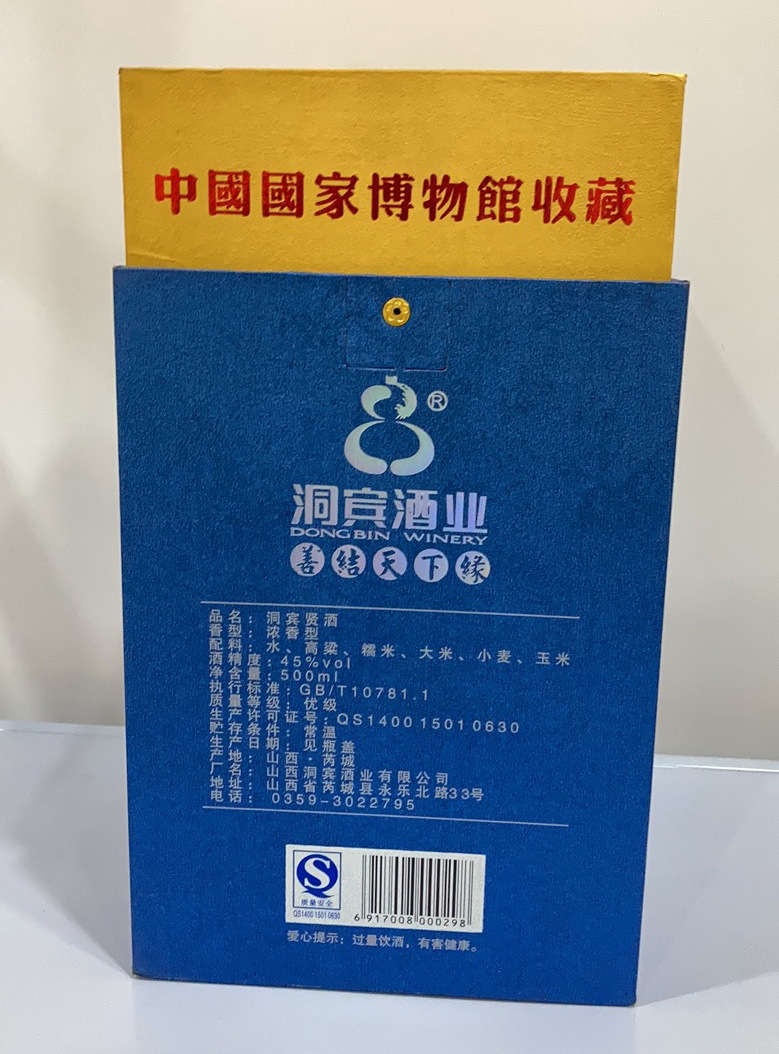 中國國家博物館收藏
®
洞宾酒业
DONGBIN WINERY
善結天下緣
品名：洞宾贤酒
香型：浓香型
配料：水、高粱、糯米、大米、小麦、玉米
酒精度：45%vol
净含量：500ml
执行标准：GB/T10781.1
质量等级：优级
生产许可证号：QS1400 1501 0630
贮存条件：常温
生产日期：见瓶盖
产地：山西·芮城
厂名：山西洞宾酒业有限公司
地址：山西省芮城县永乐北路33号
电话：0359-3022795
质量安全
QS1400 1501 0630
6 917008 000298
爱心提示：过量饮酒，有害健康。